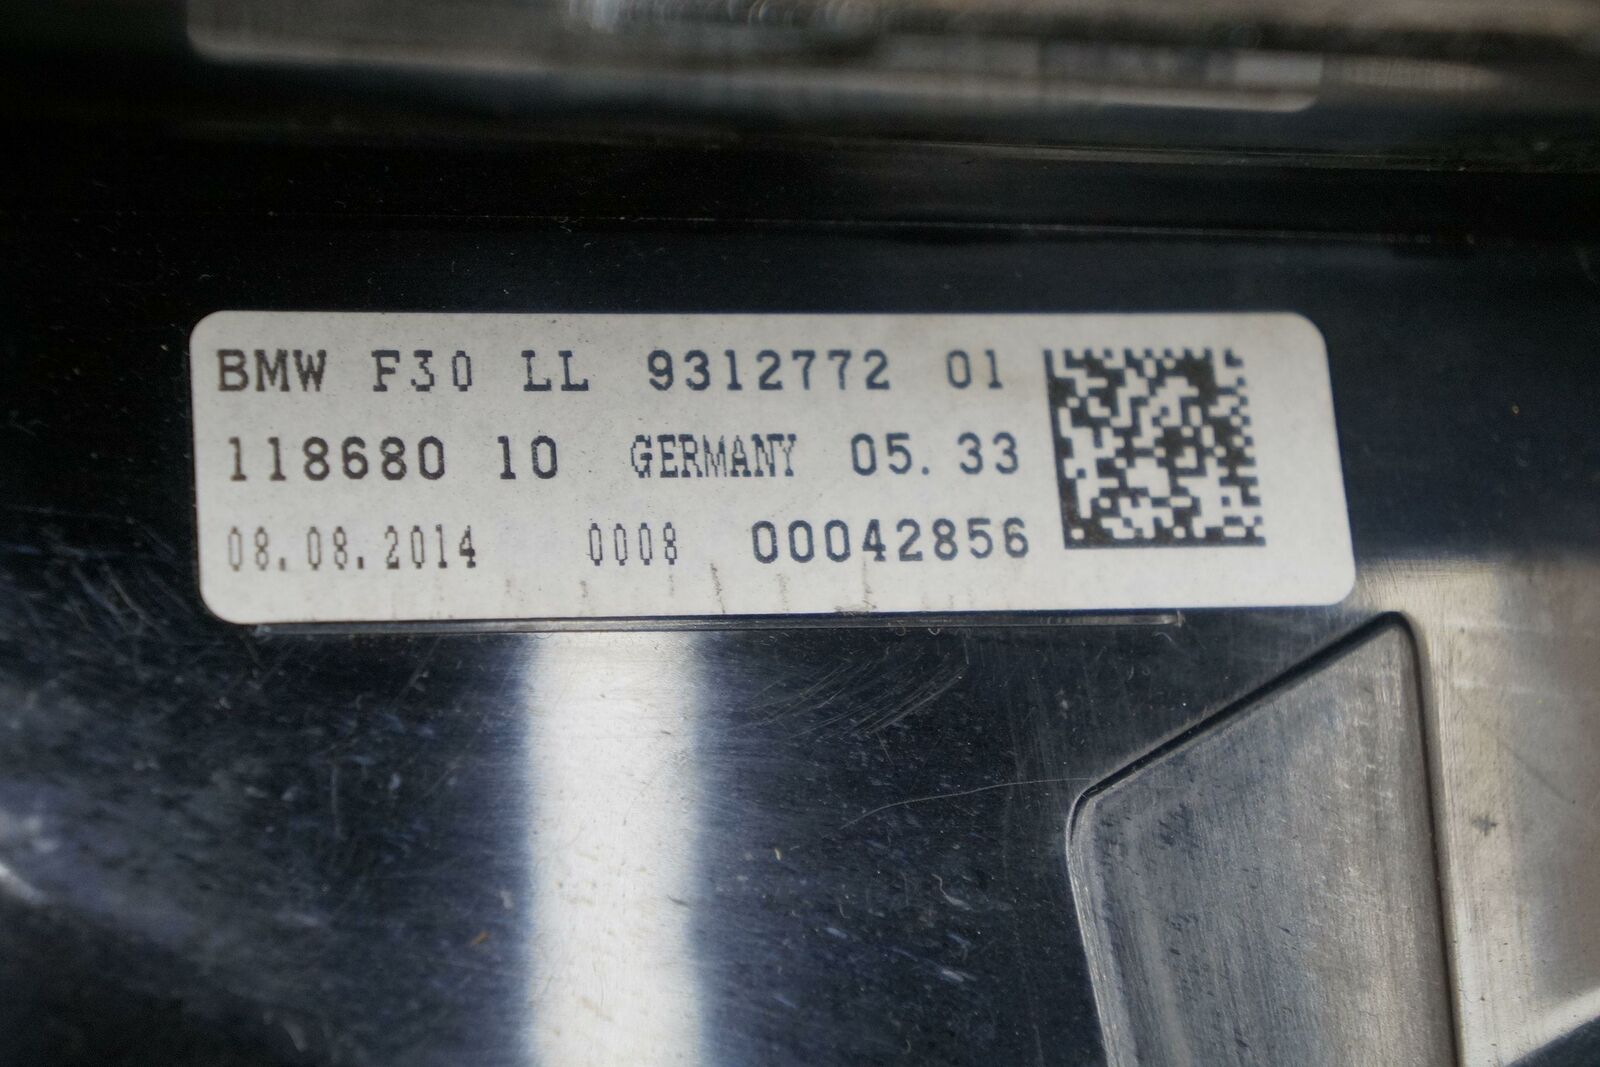 BMW F30 LL 9312772 01
118680 10 GERMANY 05.33
08.08.2014 0008 00042856